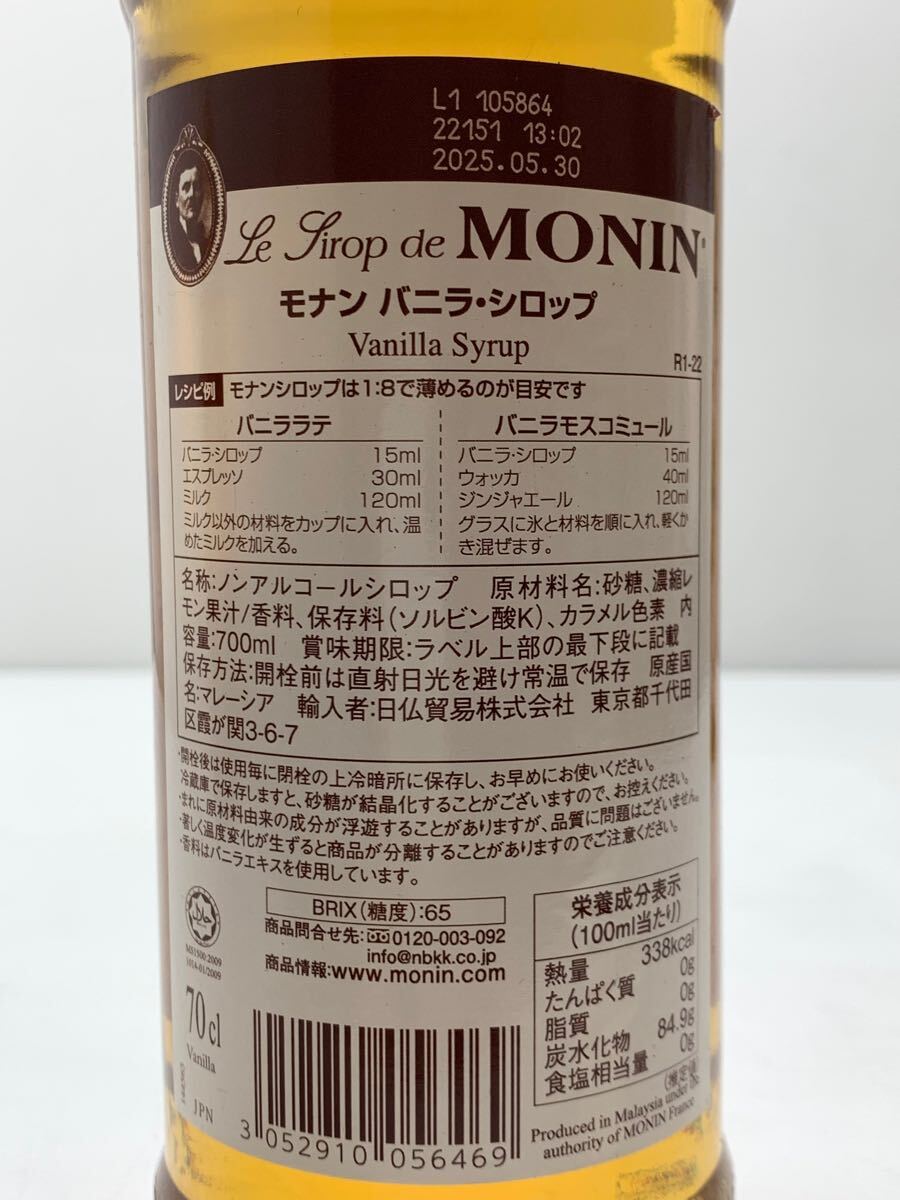 L1 105864
22151 13:02
2025.05.30
Le Sirop de MONIN
モナン バニラ・シロップ
Vanilla Syrup
R1-22
レシピ例 モナンシロップは1:8で薄めるのが目安です
バニララテ
バニラ・シロップ 15ml
エスプレッソ 30ml
ミルク 120ml
ミルク以外の材料をカップに入れ、温
めたミルクを加える。
バニラモスコミュール
バニラ・シロップ 15ml
ウォッカ 40ml
ジンジャエール 120ml
グラスに氷と材料を順に入れ、軽くか
き混ぜます。
名称:ノンアルコールシロップ 原材料名:砂糖、濃縮レ
モン果汁/香料、保存料(ソルビン酸K)、カラメル色素 内
容量:700ml 賞味期限:ラベル上部の最下段に記載
保存方法:開栓前は直射日光を避け常温で保存 原産国
名:マレーシア 輸入者:日仏貿易株式会社 東京都千代田
区霞が関3-6-7
・開栓後は使用毎に閉栓の上冷暗所に保存し、お早めにお使いください。
冷蔵庫で保存しますと、砂糖が結晶化することがございますので、お控えください。
・まれに原材料由来の成分が浮遊することがありますが、品質に問題はございません。
・著しく温度変化が生ずると商品が分離することがありますのでご注意ください。
・香料はバニラエキスを使用しています。
BRIX(糖度):65
商品問合せ先:0120-003-092
info@nbkk.co.jp
商品情報:www.monin.com
MS1500:2009
1014-01/2009
70 cl
Vanilla
JPN
3 052910 056469
栄養成分表示
(100ml当たり)
熱量 338kcal
たんぱく質 0g
脂質 0g
炭水化物 84.9g
食塩相当量 0g
(推定値)
Produced in Malaysia under the
authority of MONIN France